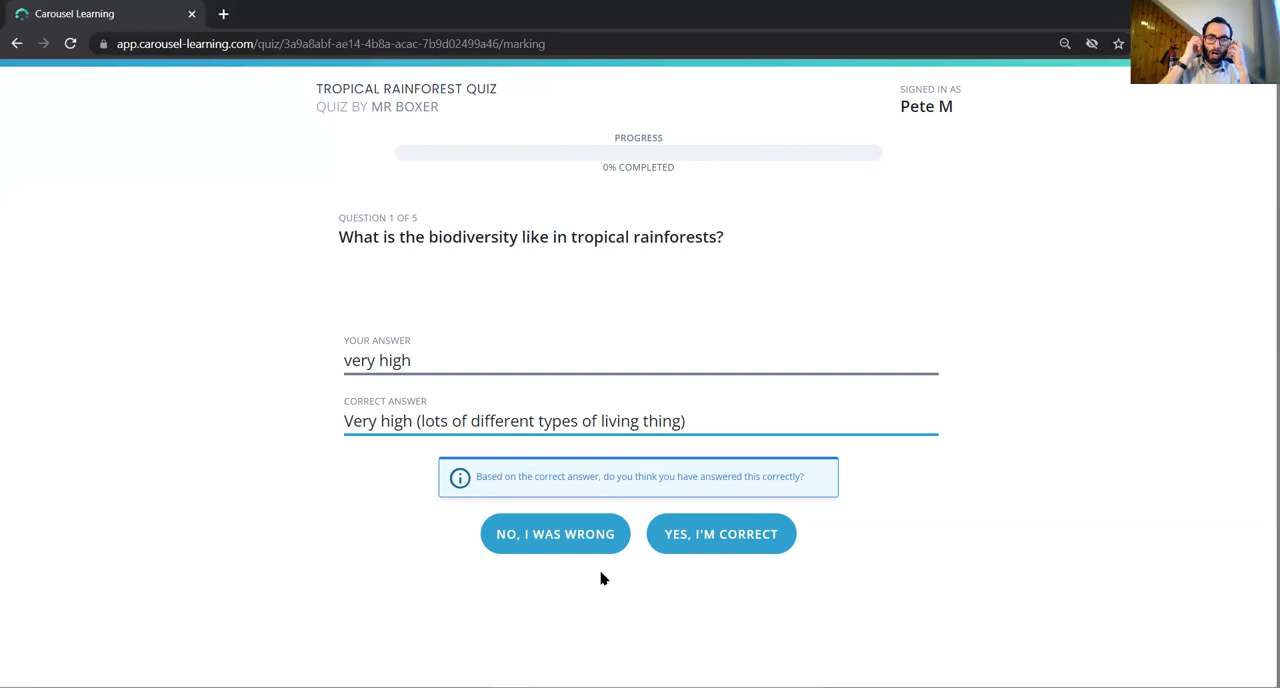 Carousel Learning
app.carousel-learning.com/quiz/3a9a8abf-ae14-4b8a-acac-7b9d02499a46/marking
TROPICAL RAINFOREST QUIZ
QUIZ BY MR BOXER
SIGNED IN AS
Pete M
PROGRESS
0% COMPLETED
QUESTION 1 OF 5
What is the biodiversity like in tropical rainforests?
YOUR ANSWER
very high
CORRECT ANSWER
Very high (lots of different types of living thing)
Based on the correct answer, do you think you have answered this correctly?
NO, I WAS WRONG
YES, I'M CORRECT